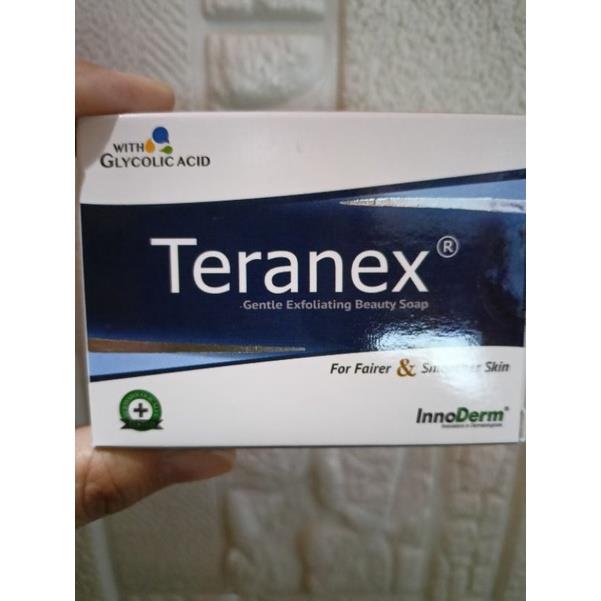 WITH
GLYCOLIC ACID
Teranex®
Gentle Exfoliating Beauty Soap
For Fairer & Smoother Skin
InnoDerm®